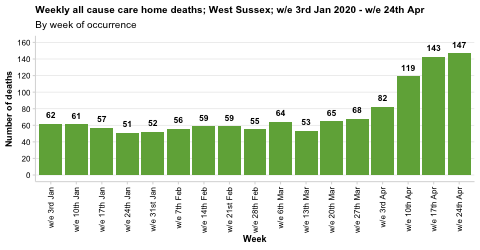 Weekly all cause care home deaths; West Sussex; w/e 3rd Jan 2020 - w/e 24th Apr
By week of occurrence
Number of deaths
160
140
120
100
80
60
40
20
0
62 61 57 51 52 56 59 59 55 64 53 65 68 82 119 143 147
w/e 3rd Jan
w/e 10th Jan
w/e 17th Jan
w/e 24th Jan
w/e 31st Jan
w/e 7th Feb
w/e 14th Feb
w/e 21st Feb
w/e 28th Feb
w/e 6th Mar
w/e 13th Mar
w/e 20th Mar
w/e 27th Mar
w/e 3rd Apr
w/e 10th Apr
w/e 17th Apr
w/e 24th Apr
Week